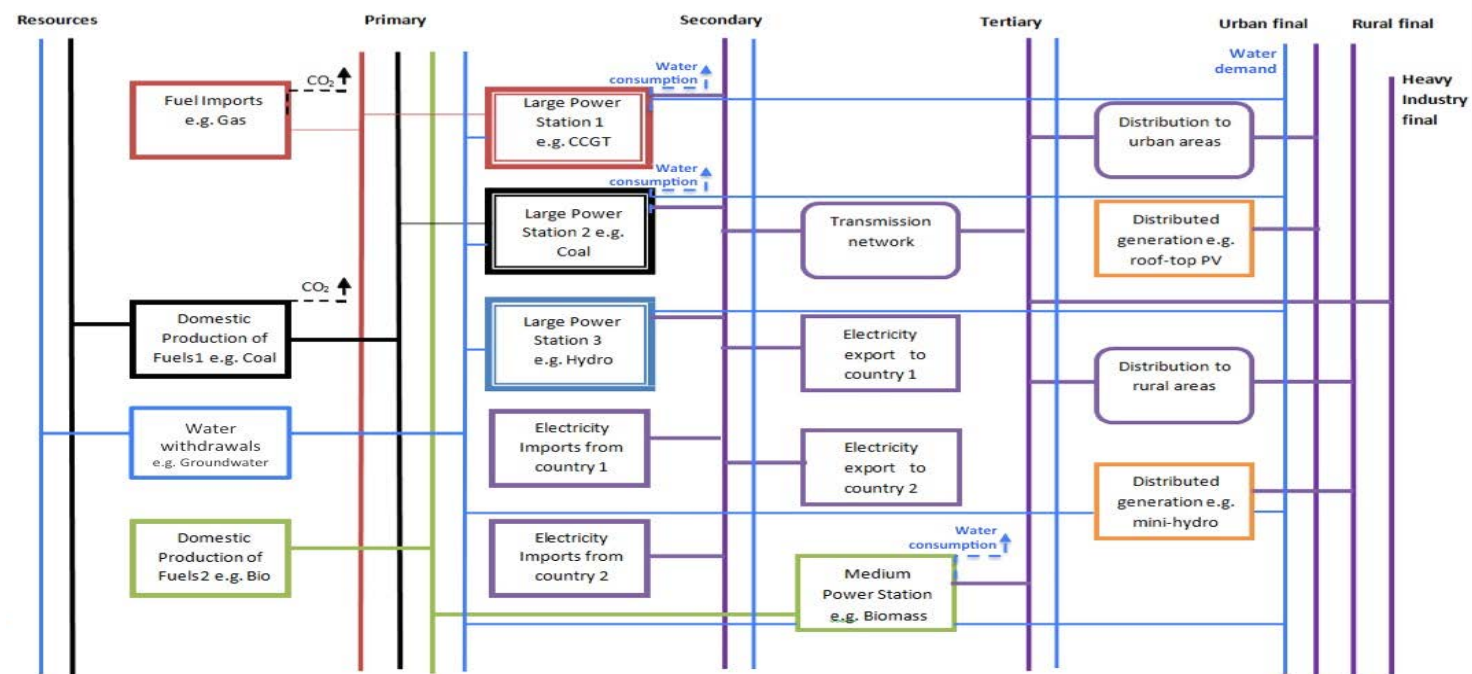 Resources
Primary
Secondary
Tertiary
Urban final
Rural final
Heavy
Industry
final
Water
demand
CO2
Fuel Imports
e.g. Gas
CO2
Domestic
Production of
Fuels1 e.g. Coal
Water
withdrawals
e.g. Groundwater
Domestic
Production of
Fuels2 e.g. Bio
Water
consumption
Large Power
Station 1
e.g. CCGT
Water
consumption
Large Power
Station 2 e.g.
Coal
Large Power
Station 3
e.g. Hydro
Electricity
Imports from
country 1
Electricity
Imports from
country 2
Transmission
network
Electricity
export to
country 1
Electricity
export to
country 2
Water
consumption
Medium
Power Station
e.g. Biomass
Distribution to
urban areas
Distributed
generation e.g.
roof-top PV
Distribution to
rural areas
Distributed
generation e.g.
mini-hydro